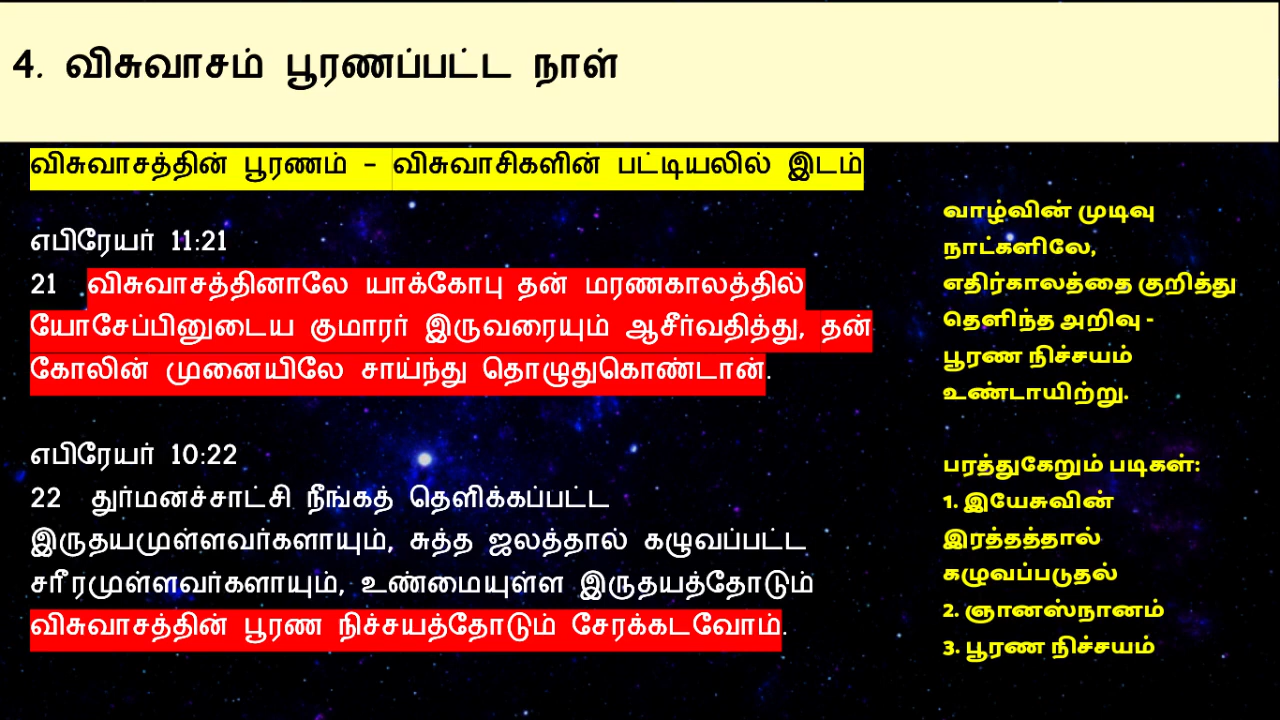 4. விசுவாசம் பூரணப்பட்ட நாள்
விசுவாசத்தின் பூரணம் - விசுவாசிகளின் பட்டியலில் இடம்
எபிரேயர் 11:21
21 விசுவாசத்தினாலே யாக்கோபு தன் மரணகாலத்தில்
யோசேப்பினுடைய குமாரர் இருவரையும் ஆசீர்வதித்து, தன்
கோலின் முனையிலே சாய்ந்து தொழுதுகொண்டான்.
எபிரேயர் 10:22
22 துர்மனச்சாட்சி நீங்கத் தெளிக்கப்பட்ட
இருதயமுள்ளவர்களாயும், சுத்த ஜலத்தால் கழுவப்பட்ட
சரீரமுள்ளவர்களாயும், உண்மையுள்ள இருதயத்தோடும்
விசுவாசத்தின் பூரண நிச்சயத்தோடும் சேரக்கடவோம்.
வாழ்வின் முடிவு
நாட்களிலே,
எதிர்காலத்தை குறித்து
தெளிந்த அறிவு -
பூரண நிச்சயம்
உண்டாயிற்று.
பரத்துகேறும் படிகள்:
1. இயேசுவின்
இரத்தத்தால்
கழுவப்படுதல்
2. ஞானஸ்நானம்
3. பூரண நிச்சயம்